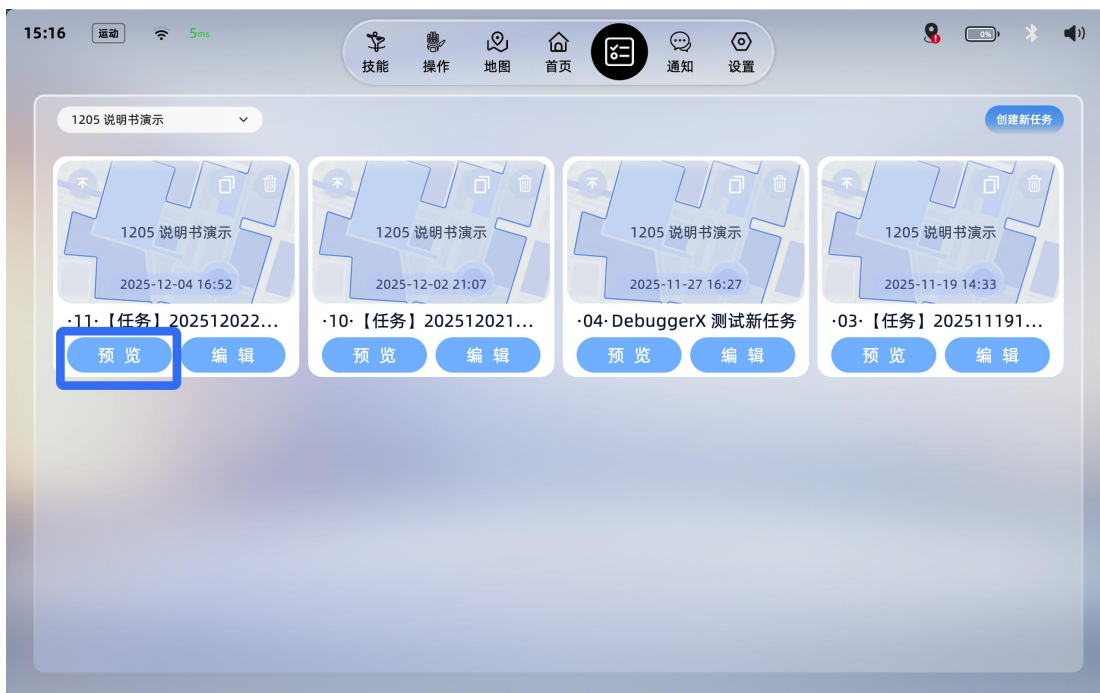 15:16 运动 5ms
技能 操作 地图 首页 通知 设置
0%
1205 说明书演示
创建新任务
1205 说明书演示
2025-12-04 16:52
·11·【任务】202512022...
预 览 编 辑
1205 说明书演示
2025-12-02 21:07
·10·【任务】202512021...
预 览 编 辑
1205 说明书演示
2025-11-27 16:27
·04· DebuggerX 测试新任务
预 览 编 辑
1205 说明书演示
2025-11-19 14:33
·03·【任务】202511191...
预 览 编 辑